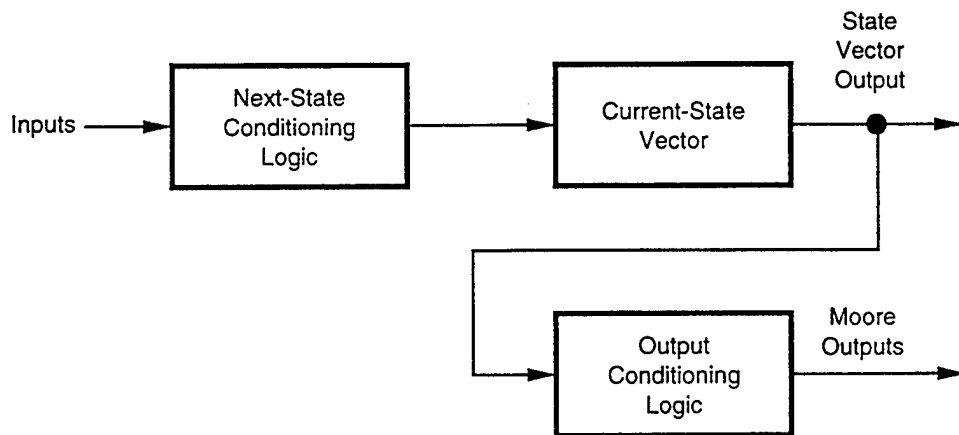 Inputs
Next-State
Conditioning
Logic
Current-State
Vector
State
Vector
Output
Output
Conditioning
Logic
Moore
Outputs